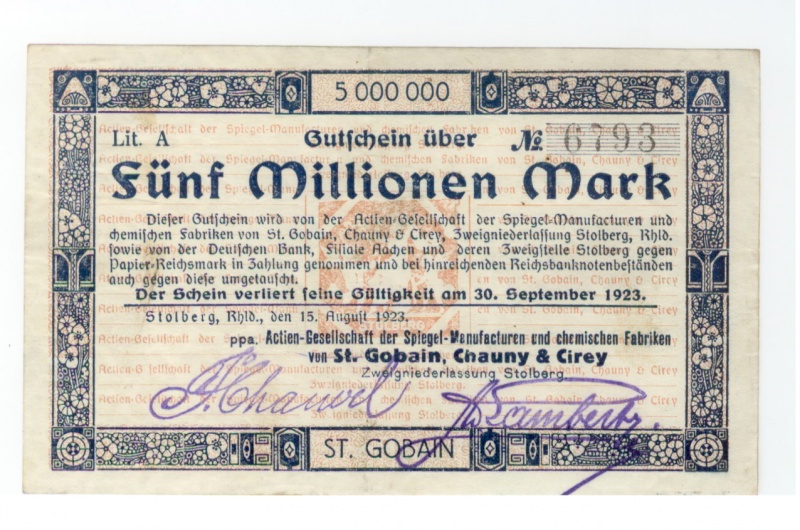 5 000 000
Lit. A Gutschein über № 6793
Fünf Millionen Mark
Dieser Gutschein wird von der Actien-Gesellschaft der Spiegel-Manufacturen und
chemischen Fabriken von St. Gobain, Chauny & Cirey, Zweigniederlassung Stolberg, Rhld.
sowie von der Deutschen Bank, Filiale Aachen und deren Zweigstelle Stolberg gegen
Papier-Reichsmark in Zahlung genommen und bei hinreichenden Reichsbanknotenbeständen
auch gegen diese umgetauscht.
Der Schein verliert seine Gültigkeit am 30. September 1923.
Stolberg, Rhld., den 15. August 1923.
STOLBERG
ppa. Actien-Gesellschaft der Spiegel-Manufacturen und chemischen Fabriken
von St. Gobain, Chauny & Cirey
Zweigniederlassung Stolberg.
ST. GOBAIN